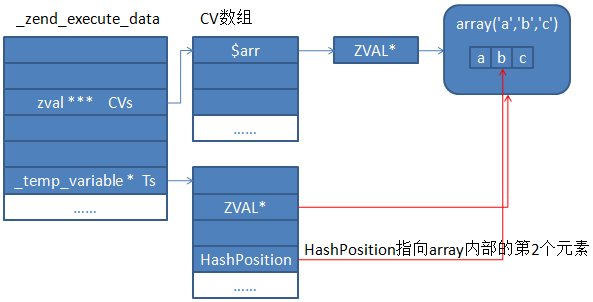 _zend_execute_data
CV数组
array('a','b','c')
$arr
ZVAL*
a b c
zval *** CVs
……
_temp_variable * Ts
……
ZVAL*
HashPosition
HashPosition指向array内部的第2个元素
……